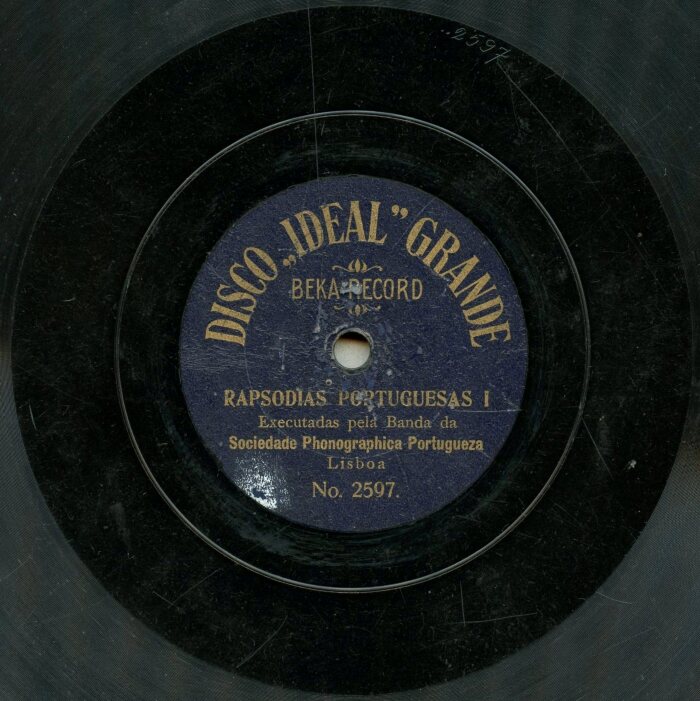 2597
DISCO „IDEAL” GRANDE
BEKA-RECORD
RAPSODIAS PORTUGUESAS I
Executadas pela Banda da
Sociedade Phonographica Portugueza
Lisboa
No. 2597.